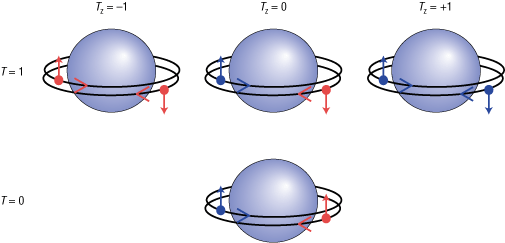 T_z = −1 T_z = 0 T_z = +1
T = 1
T = 0